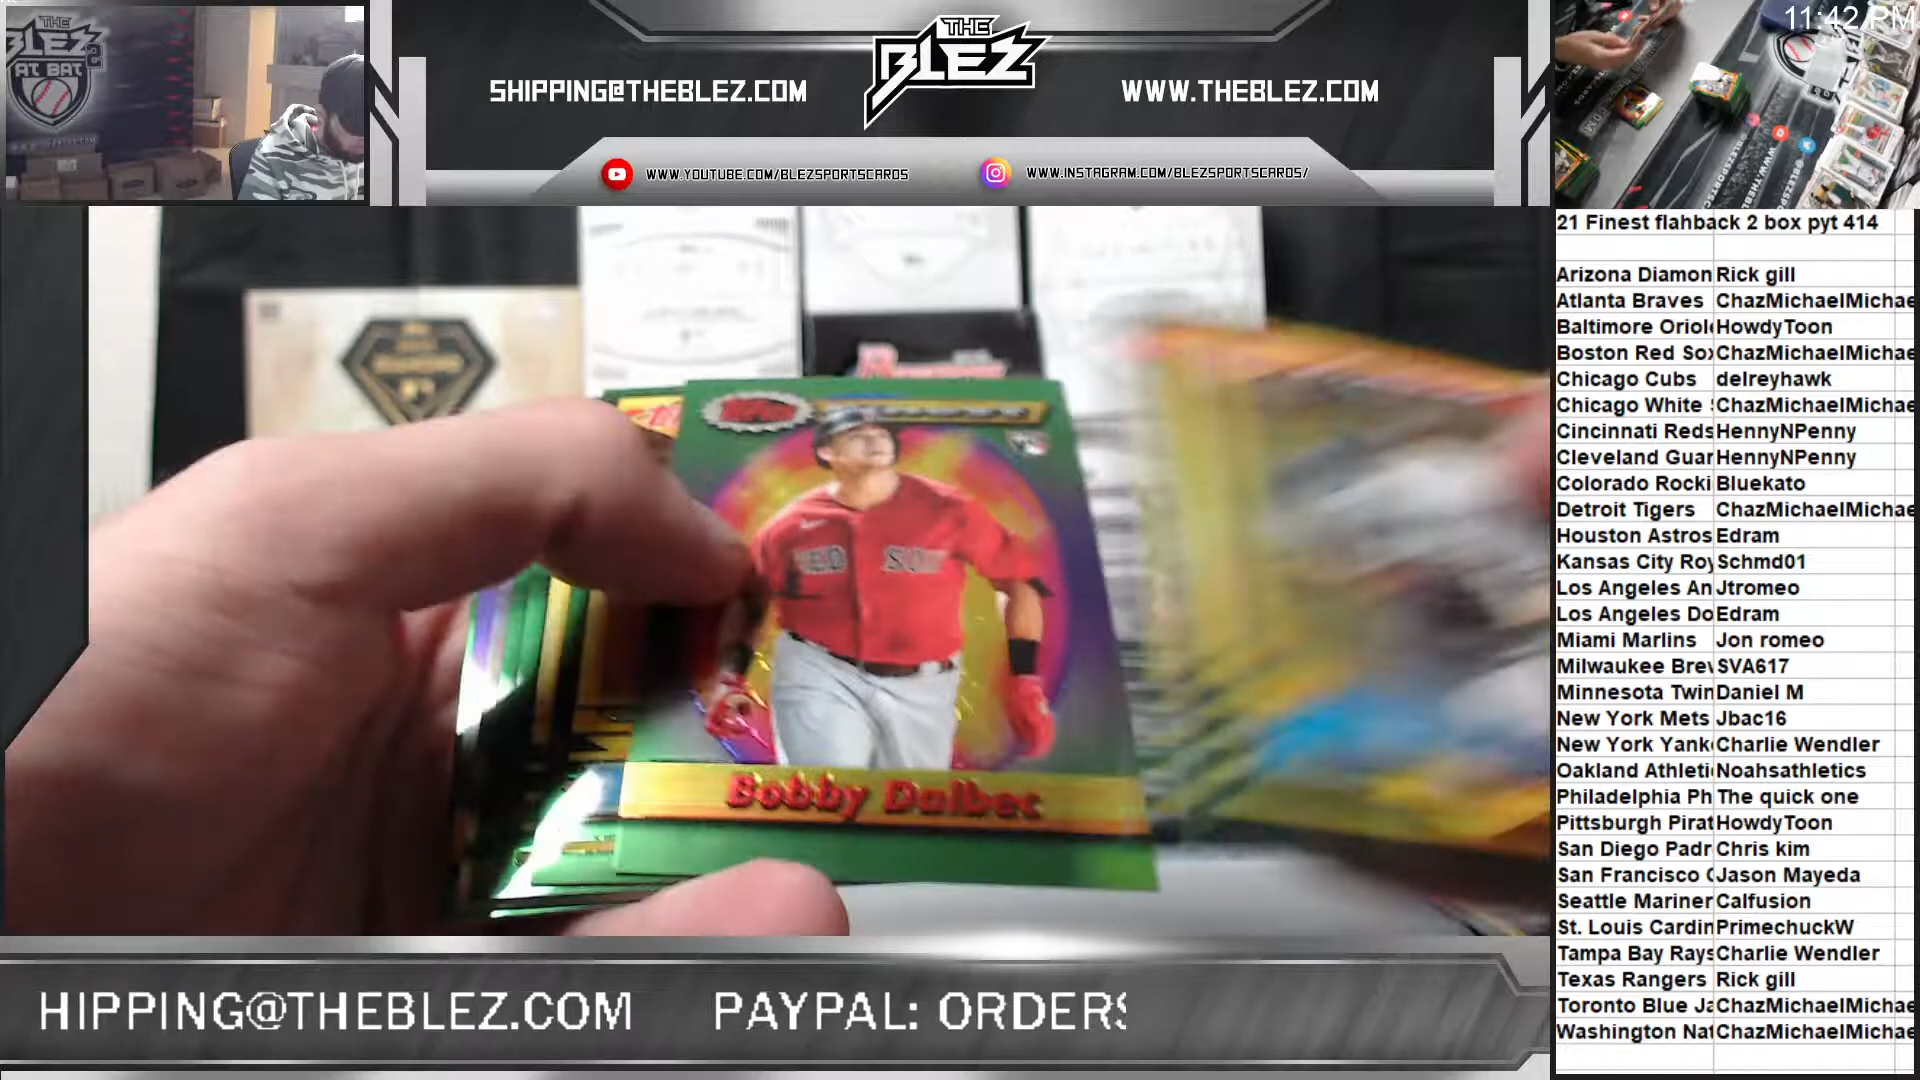 THE
BLEZ
AT BAT
SHIPPING@THEBLEZ.COM
THE
BLEZ
WWW.THEBLEZ.COM
WWW.YOUTUBE.COM/BLEZSPORTSCARDS
WWW.INSTAGRAM.COM/BLEZSPORTSCARDS/
11:42 PM
RED SOX
Bobby Dalbec
HIPPING@THEBLEZ.COM PAYPAL: ORDERS
21 Finest flahback 2 box pyt 414
Arizona Diamon Rick gill
Atlanta Braves ChazMichaelMichae
Baltimore Oriol HowdyToon
Boston Red So ChazMichaelMichae
Chicago Cubs delreyhawk
Chicago White ChazMichaelMichae
Cincinnati Reds HennyNPenny
Cleveland Guar HennyNPenny
Colorado Rocki Bluekato
Detroit Tigers ChazMichaelMichae
Houston Astros Edram
Kansas City Roy Schmd01
Los Angeles An Jtromeo
Los Angeles Do Edram
Miami Marlins Jon romeo
Milwaukee Brew SVA617
Minnesota Twin Daniel M
New York Mets Jbac16
New York Yank Charlie Wendler
Oakland Athleti Noahsathletics
Philadelphia Ph The quick one
Pittsburgh Pirat HowdyToon
San Diego Padr Chris kim
San Francisco Jason Mayeda
Seattle Mariner Calfusion
St. Louis Cardin PrimechuckW
Tampa Bay Rays Charlie Wendler
Texas Rangers Rick gill
Toronto Blue Ja ChazMichaelMichae
Washington Nat ChazMichaelMichae